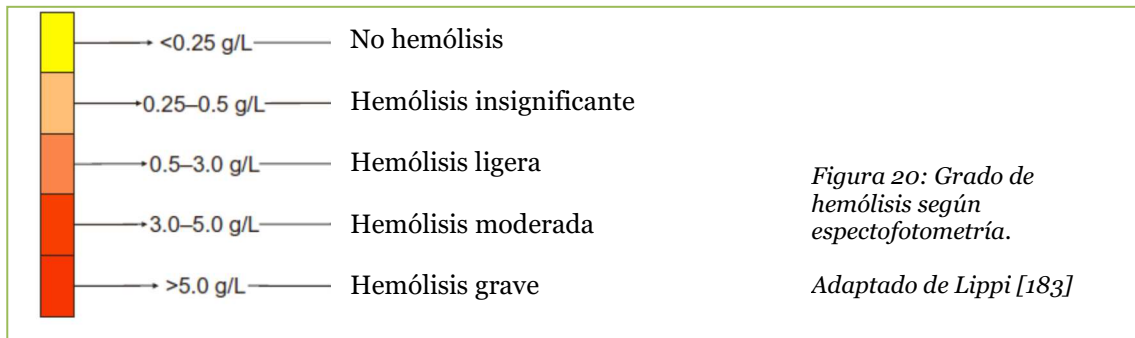 <0.25 g/L No hemólisis
0.25–0.5 g/L Hemólisis insignificante
0.5–3.0 g/L Hemólisis ligera
3.0–5.0 g/L Hemólisis moderada
>5.0 g/L Hemólisis grave
Figura 20: Grado de
hemólisis según
espectofotometría.
Adaptado de Lippi [183]